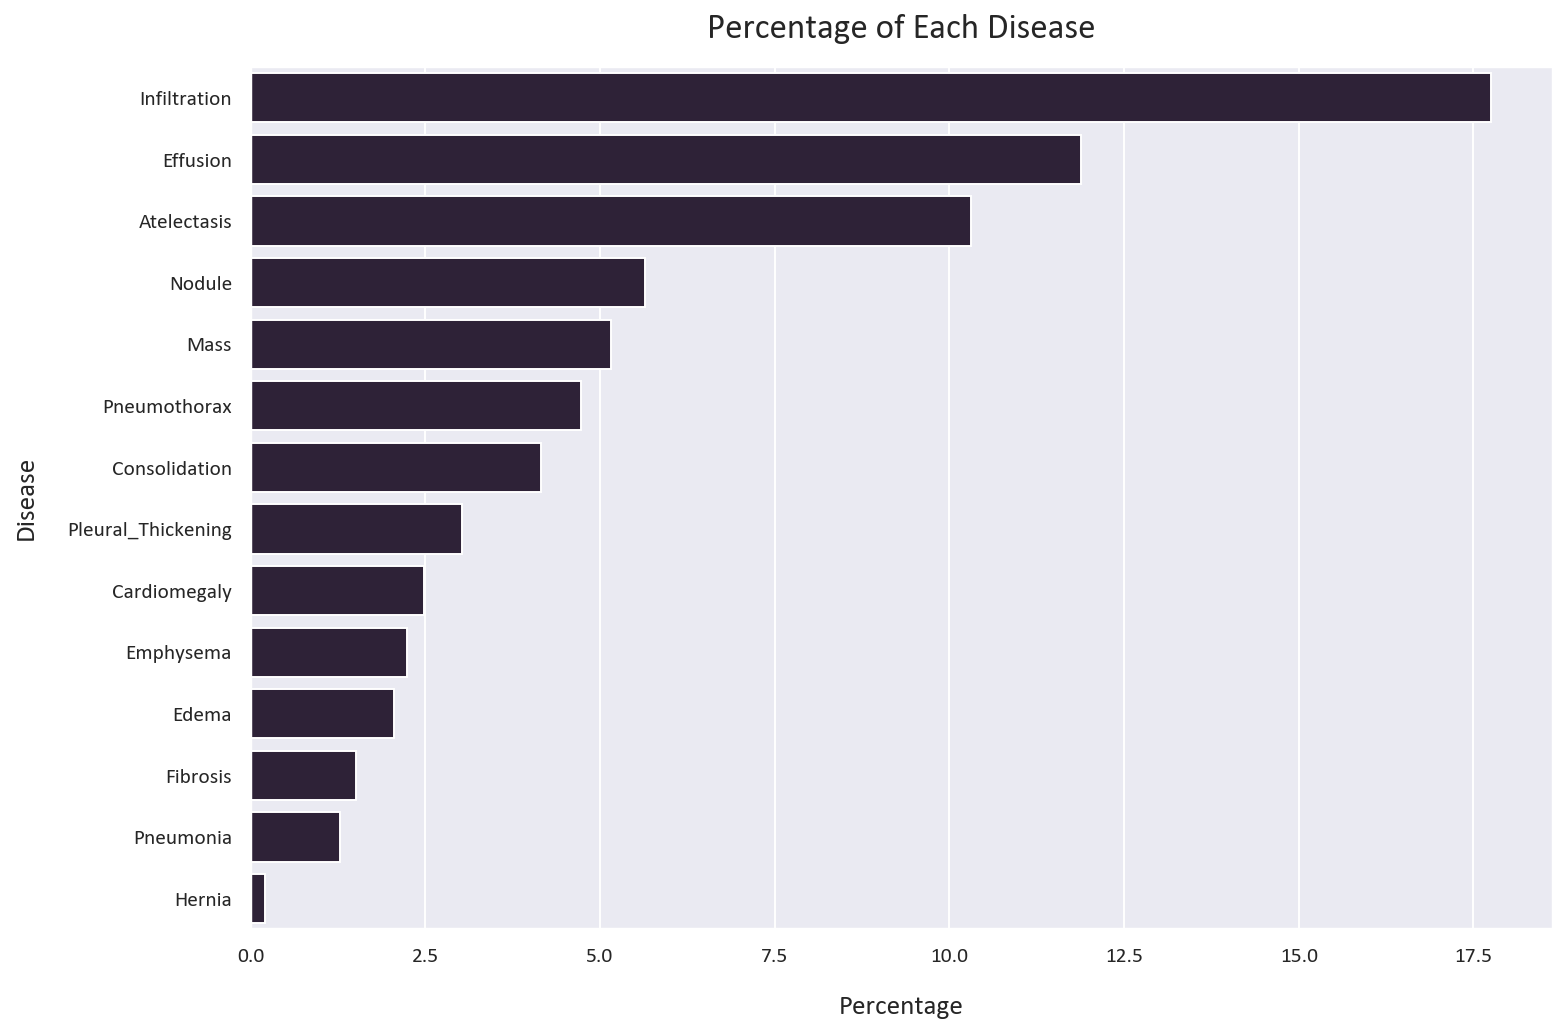 Percentage of Each Disease
Infiltration
Effusion
Atelectasis
Nodule
Mass
Pneumothorax
Consolidation
Pleural_Thickening
Cardiomegaly
Emphysema
Edema
Fibrosis
Pneumonia
Hernia
Disease
0.0 2.5 5.0 7.5 10.0 12.5 15.0 17.5
Percentage